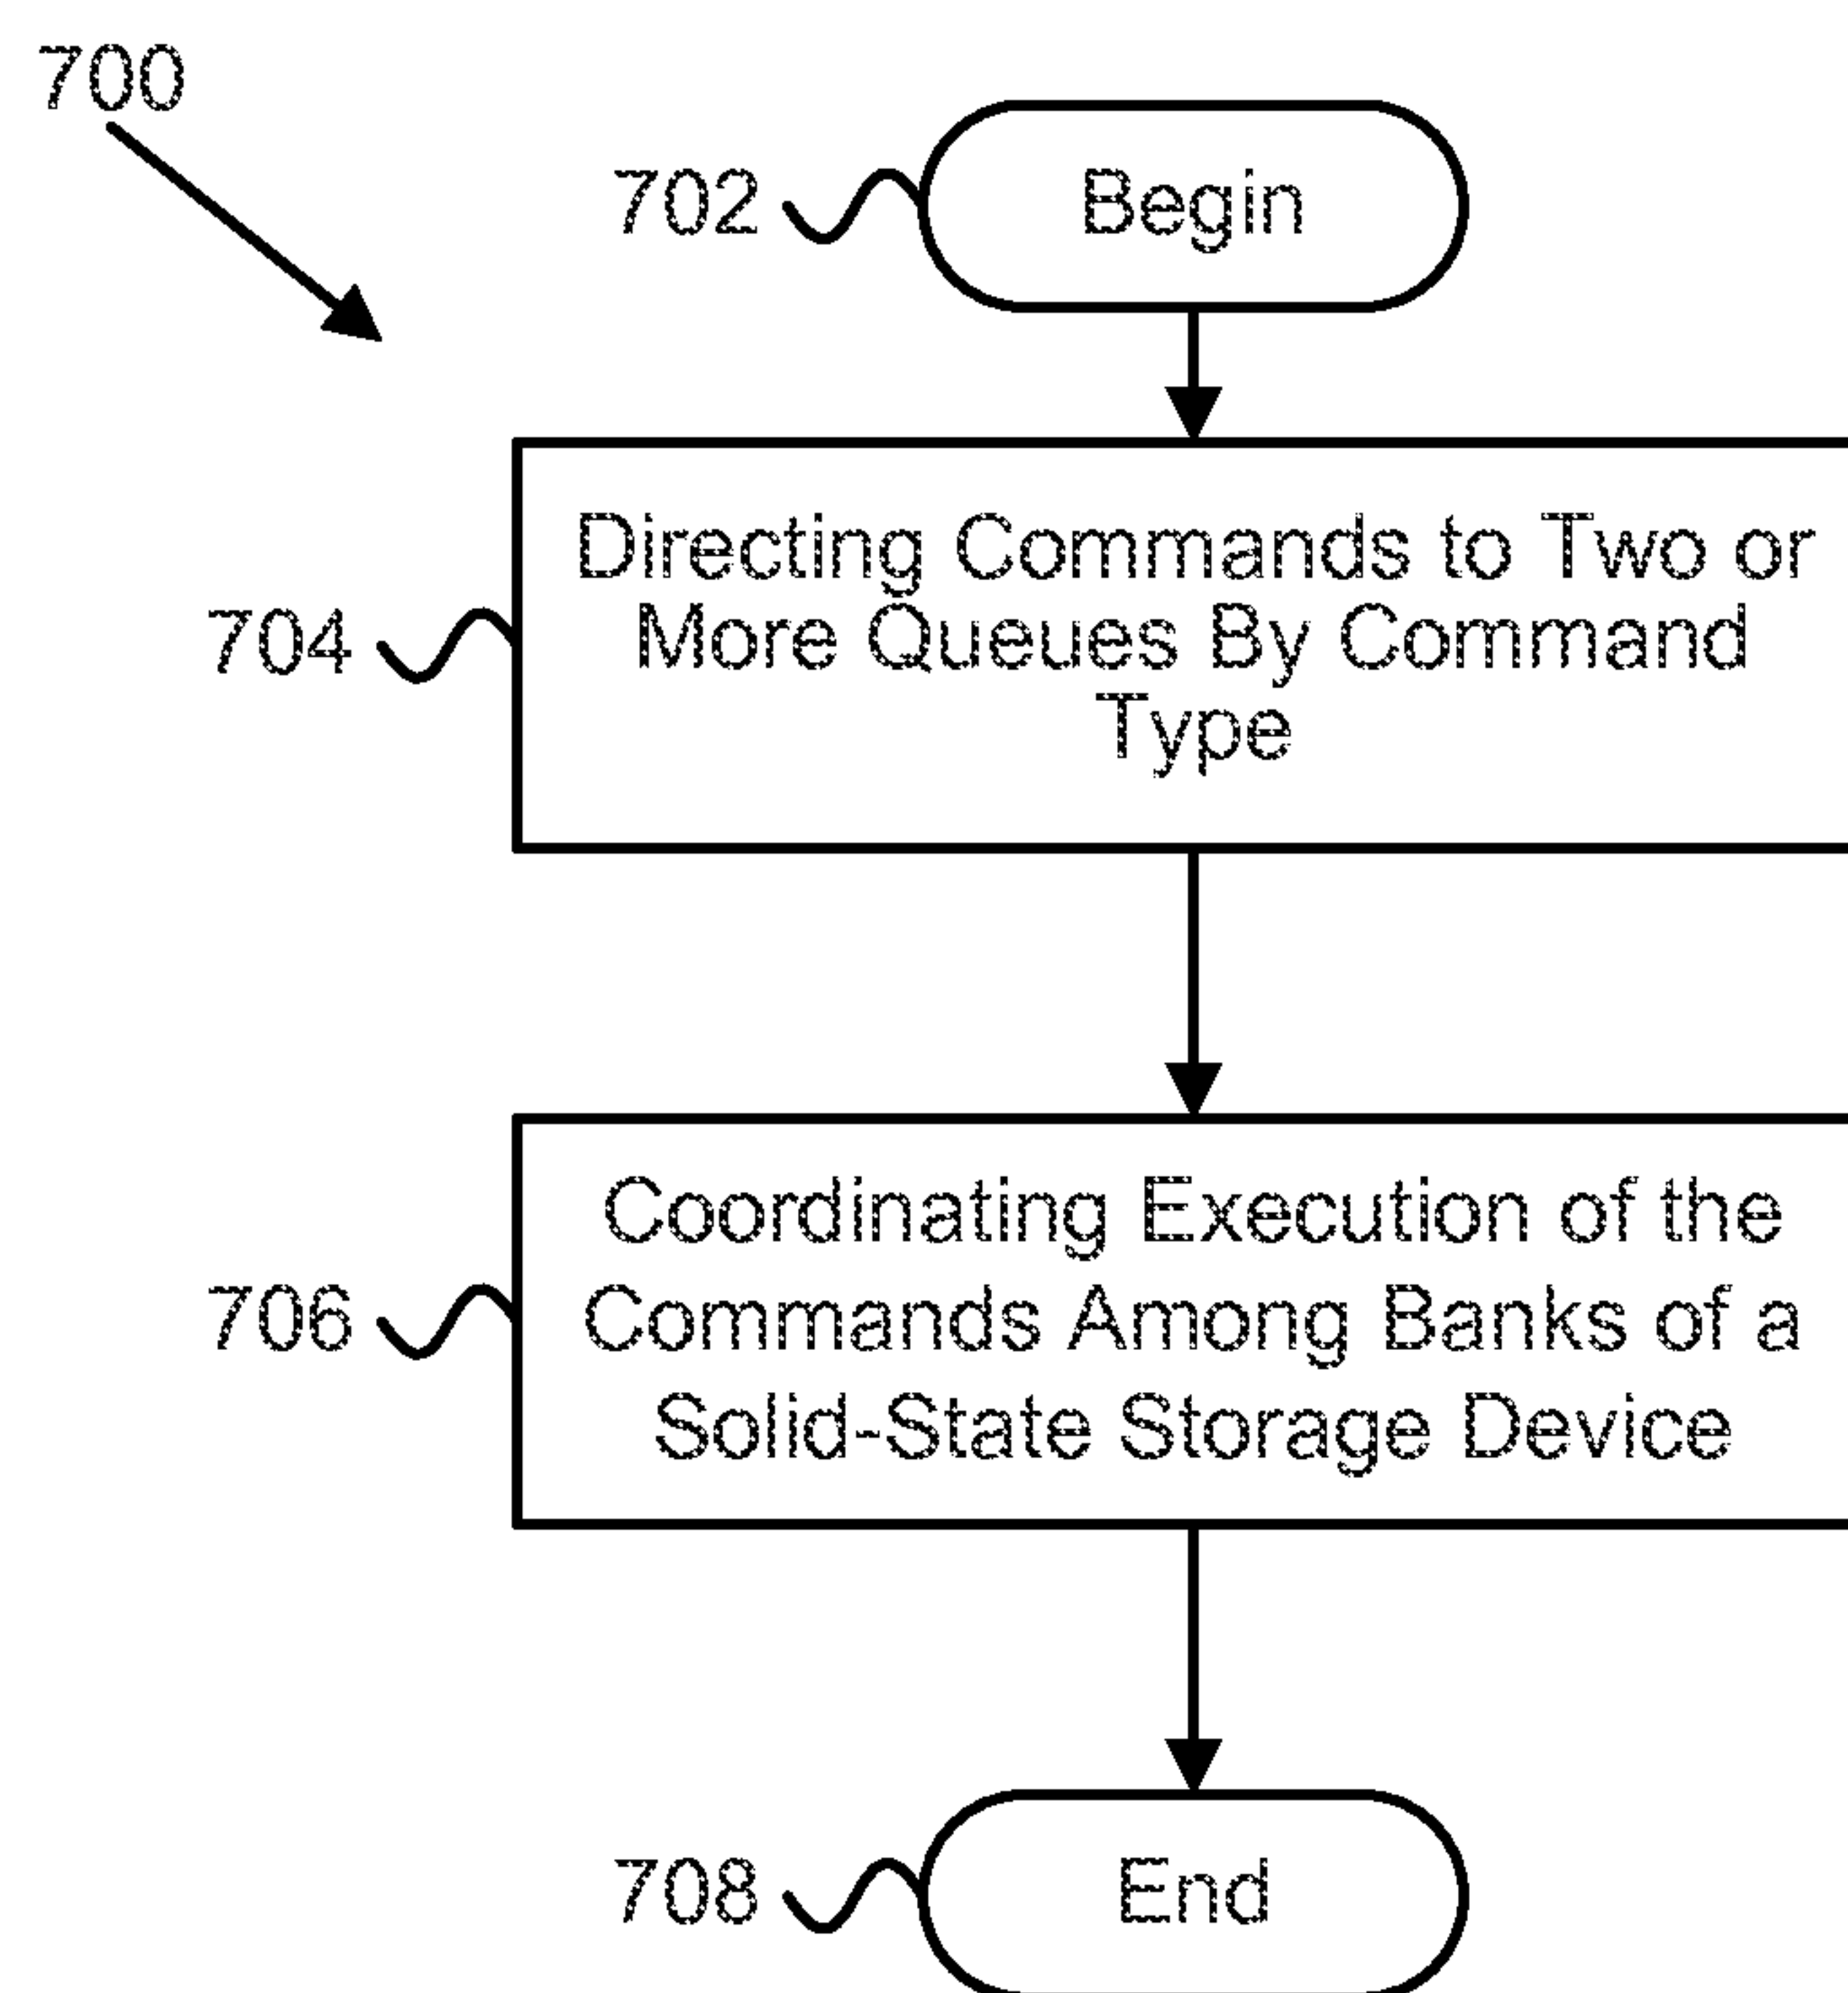 700
702
Begin
704
Directing Commands to Two or
More Queues By Command
Type
706
Coordinating Execution of the
Commands Among Banks of a
Solid-State Storage Device
708
End